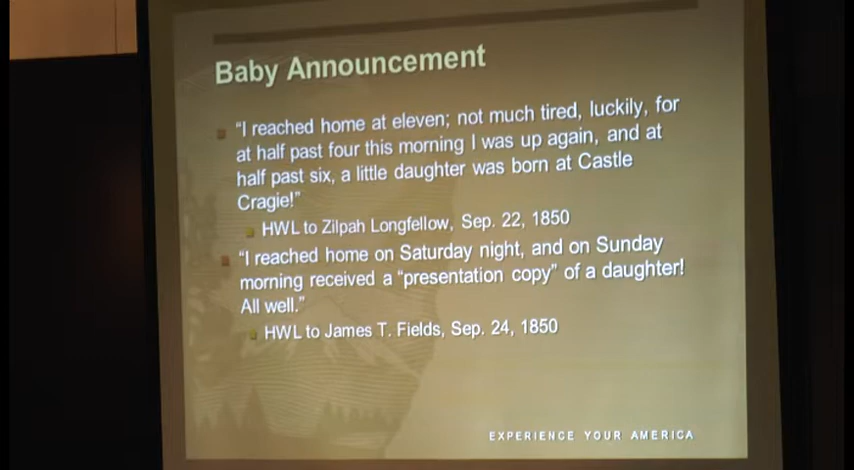 Baby Announcement
“I reached home at eleven; not much tired, luckily, for
at half past four this morning I was up again, and at
half past six, a little daughter was born at Castle
Cragie!”
HWL to Zilpah Longfellow, Sep. 22, 1850
“I reached home on Saturday night, and on Sunday
morning received a “presentation copy” of a daughter!
All well.”
HWL to James T. Fields, Sep. 24, 1850
EXPERIENCE YOUR AMERICA